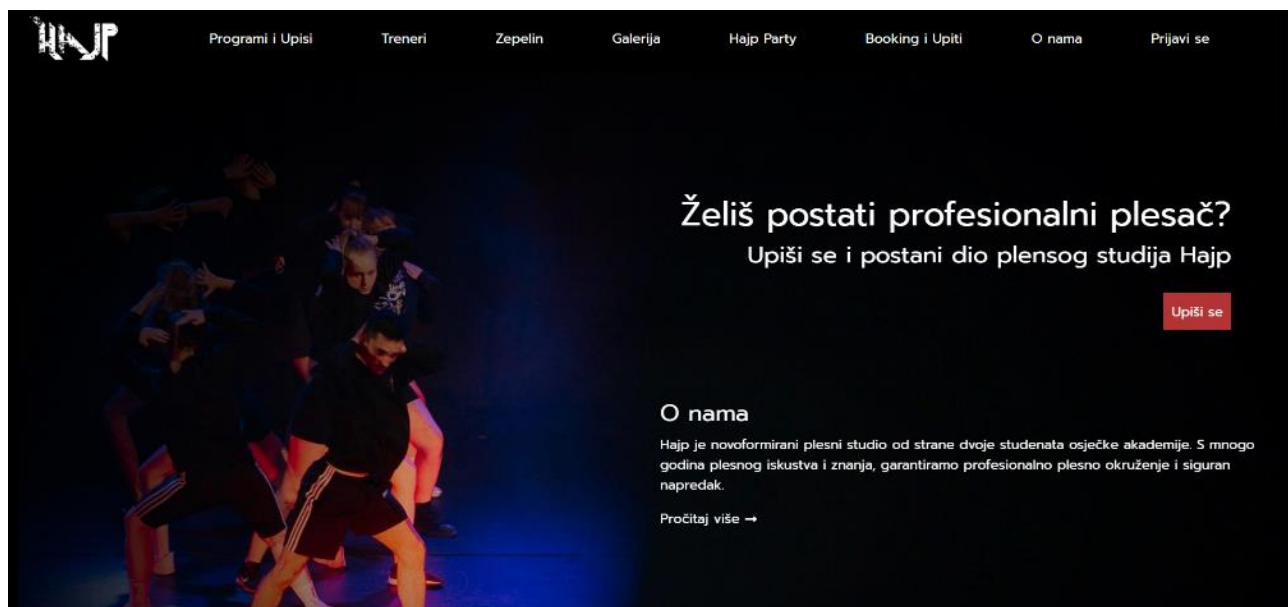 HAJP
Programi i Upisi
Treneri
Zepelin
Galerija
Hajp Party
Booking i Upiti
O nama
Prijavi se
Želiš postati profesionalni plesač?
Upiši se i postani dio plensog studija Hajp
Upiši se
O nama
Hajp je novoformirani plesni studio od strane dvoje studenata osječke akademije. S mnogo
godina plesnog iskustva i znanja, garantiramo profesionalno plesno okruženje i siguran
napredak.
Pročitaj više →